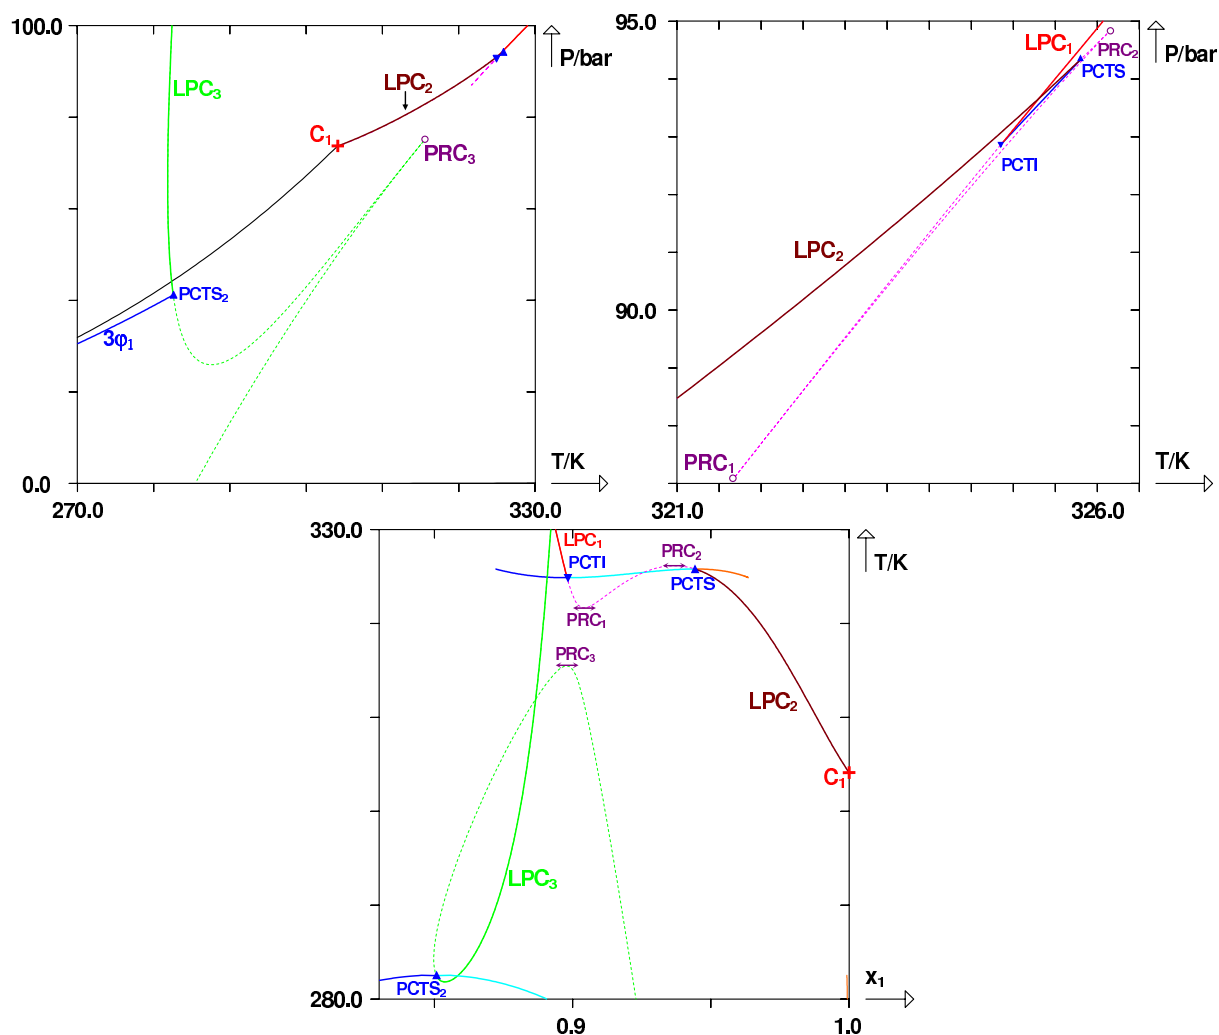 100.0
P/bar
LPC₃
LPC₂
C₁
PRC₃
PCTS₂
3φ₁
T/K
0.0
270.0
330.0
95.0
LPC₁
PRC₂
P/bar
PCTS
PCTI
LPC₂
90.0
PRC₁
T/K
321.0
326.0
330.0
LPC₁
PRC₂
T/K
PCTI
PCTS
PRC₁
PRC₃
LPC₂
C₁
LPC₃
x₁
PCTS₂
280.0
0.9
1.0